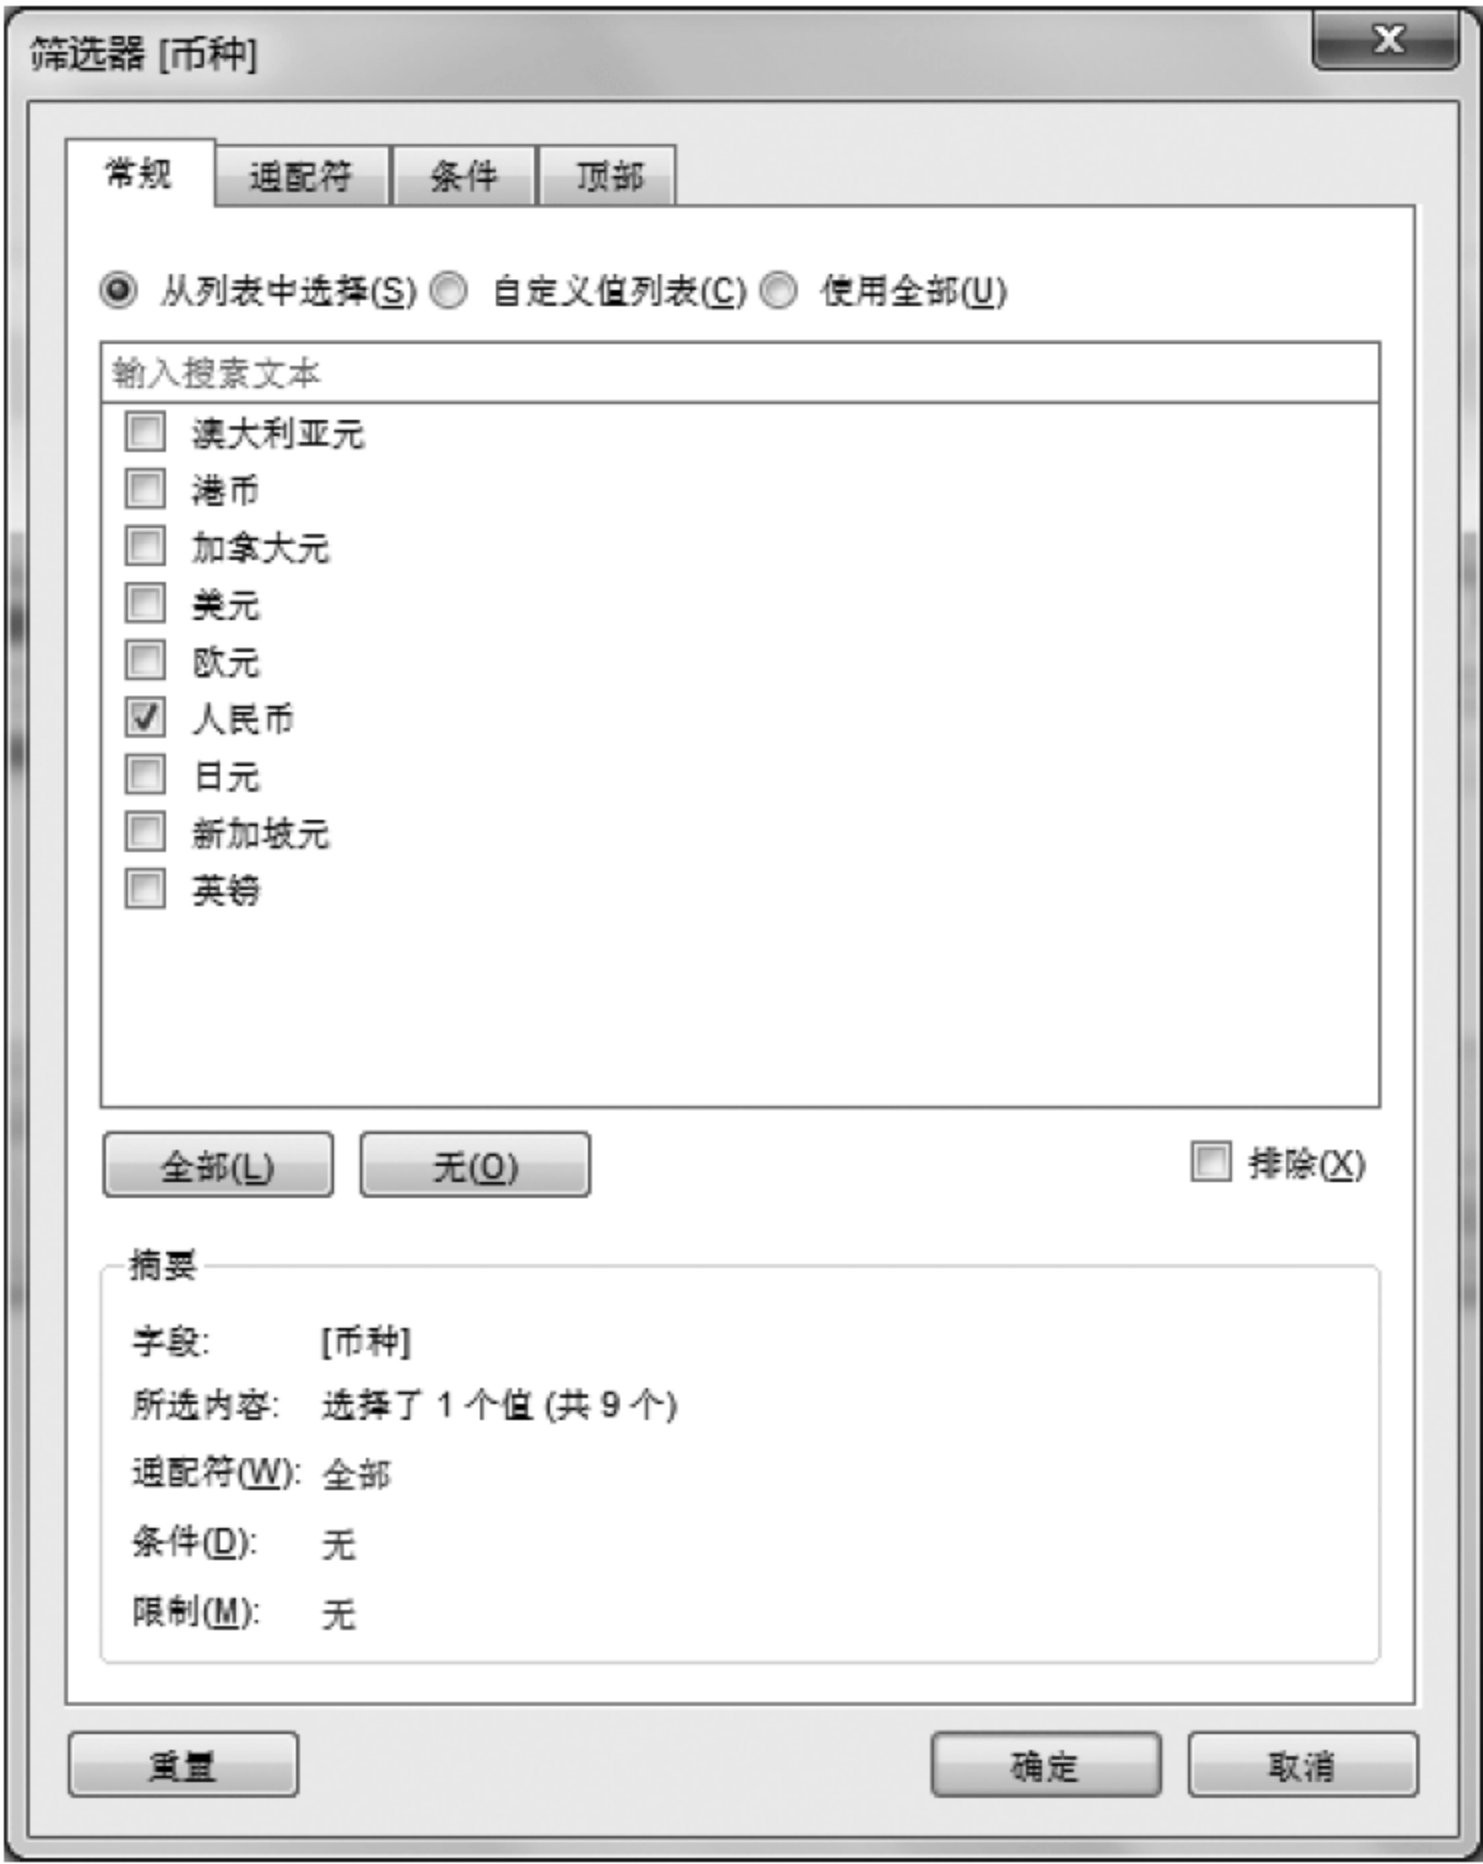 筛选器 [币种]
常规 通配符 条件 顶部
从列表中选择(S) 自定义值列表(C) 使用全部(U)
输入搜索文本
澳大利亚元
港币
加拿大元
美元
欧元
人民币
日元
新加坡元
英镑
全部(L) 无(O) 排除(X)
摘要
字段: [币种]
所选内容: 选择了 1 个值 (共 9 个)
通配符(W): 全部
条件(D): 无
限制(M): 无
重置 确定 取消